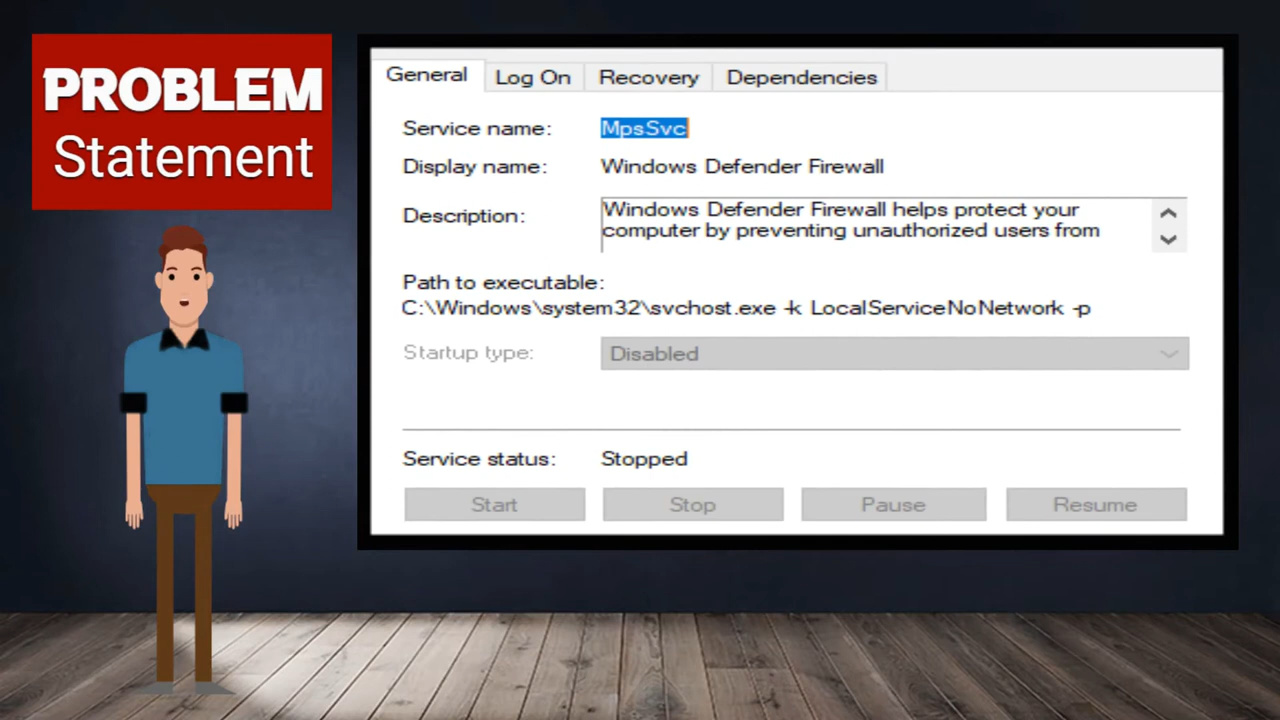 PROBLEM
Statement
General
Log On
Recovery
Dependencies
Service name: MpsSvc
Display name: Windows Defender Firewall
Description: Windows Defender Firewall helps protect your
computer by preventing unauthorized users from
Path to executable:
C:\Windows\system32\svchost.exe -k LocalServiceNoNetwork -p
Startup type: Disabled
Service status: Stopped
Start
Stop
Pause
Resume